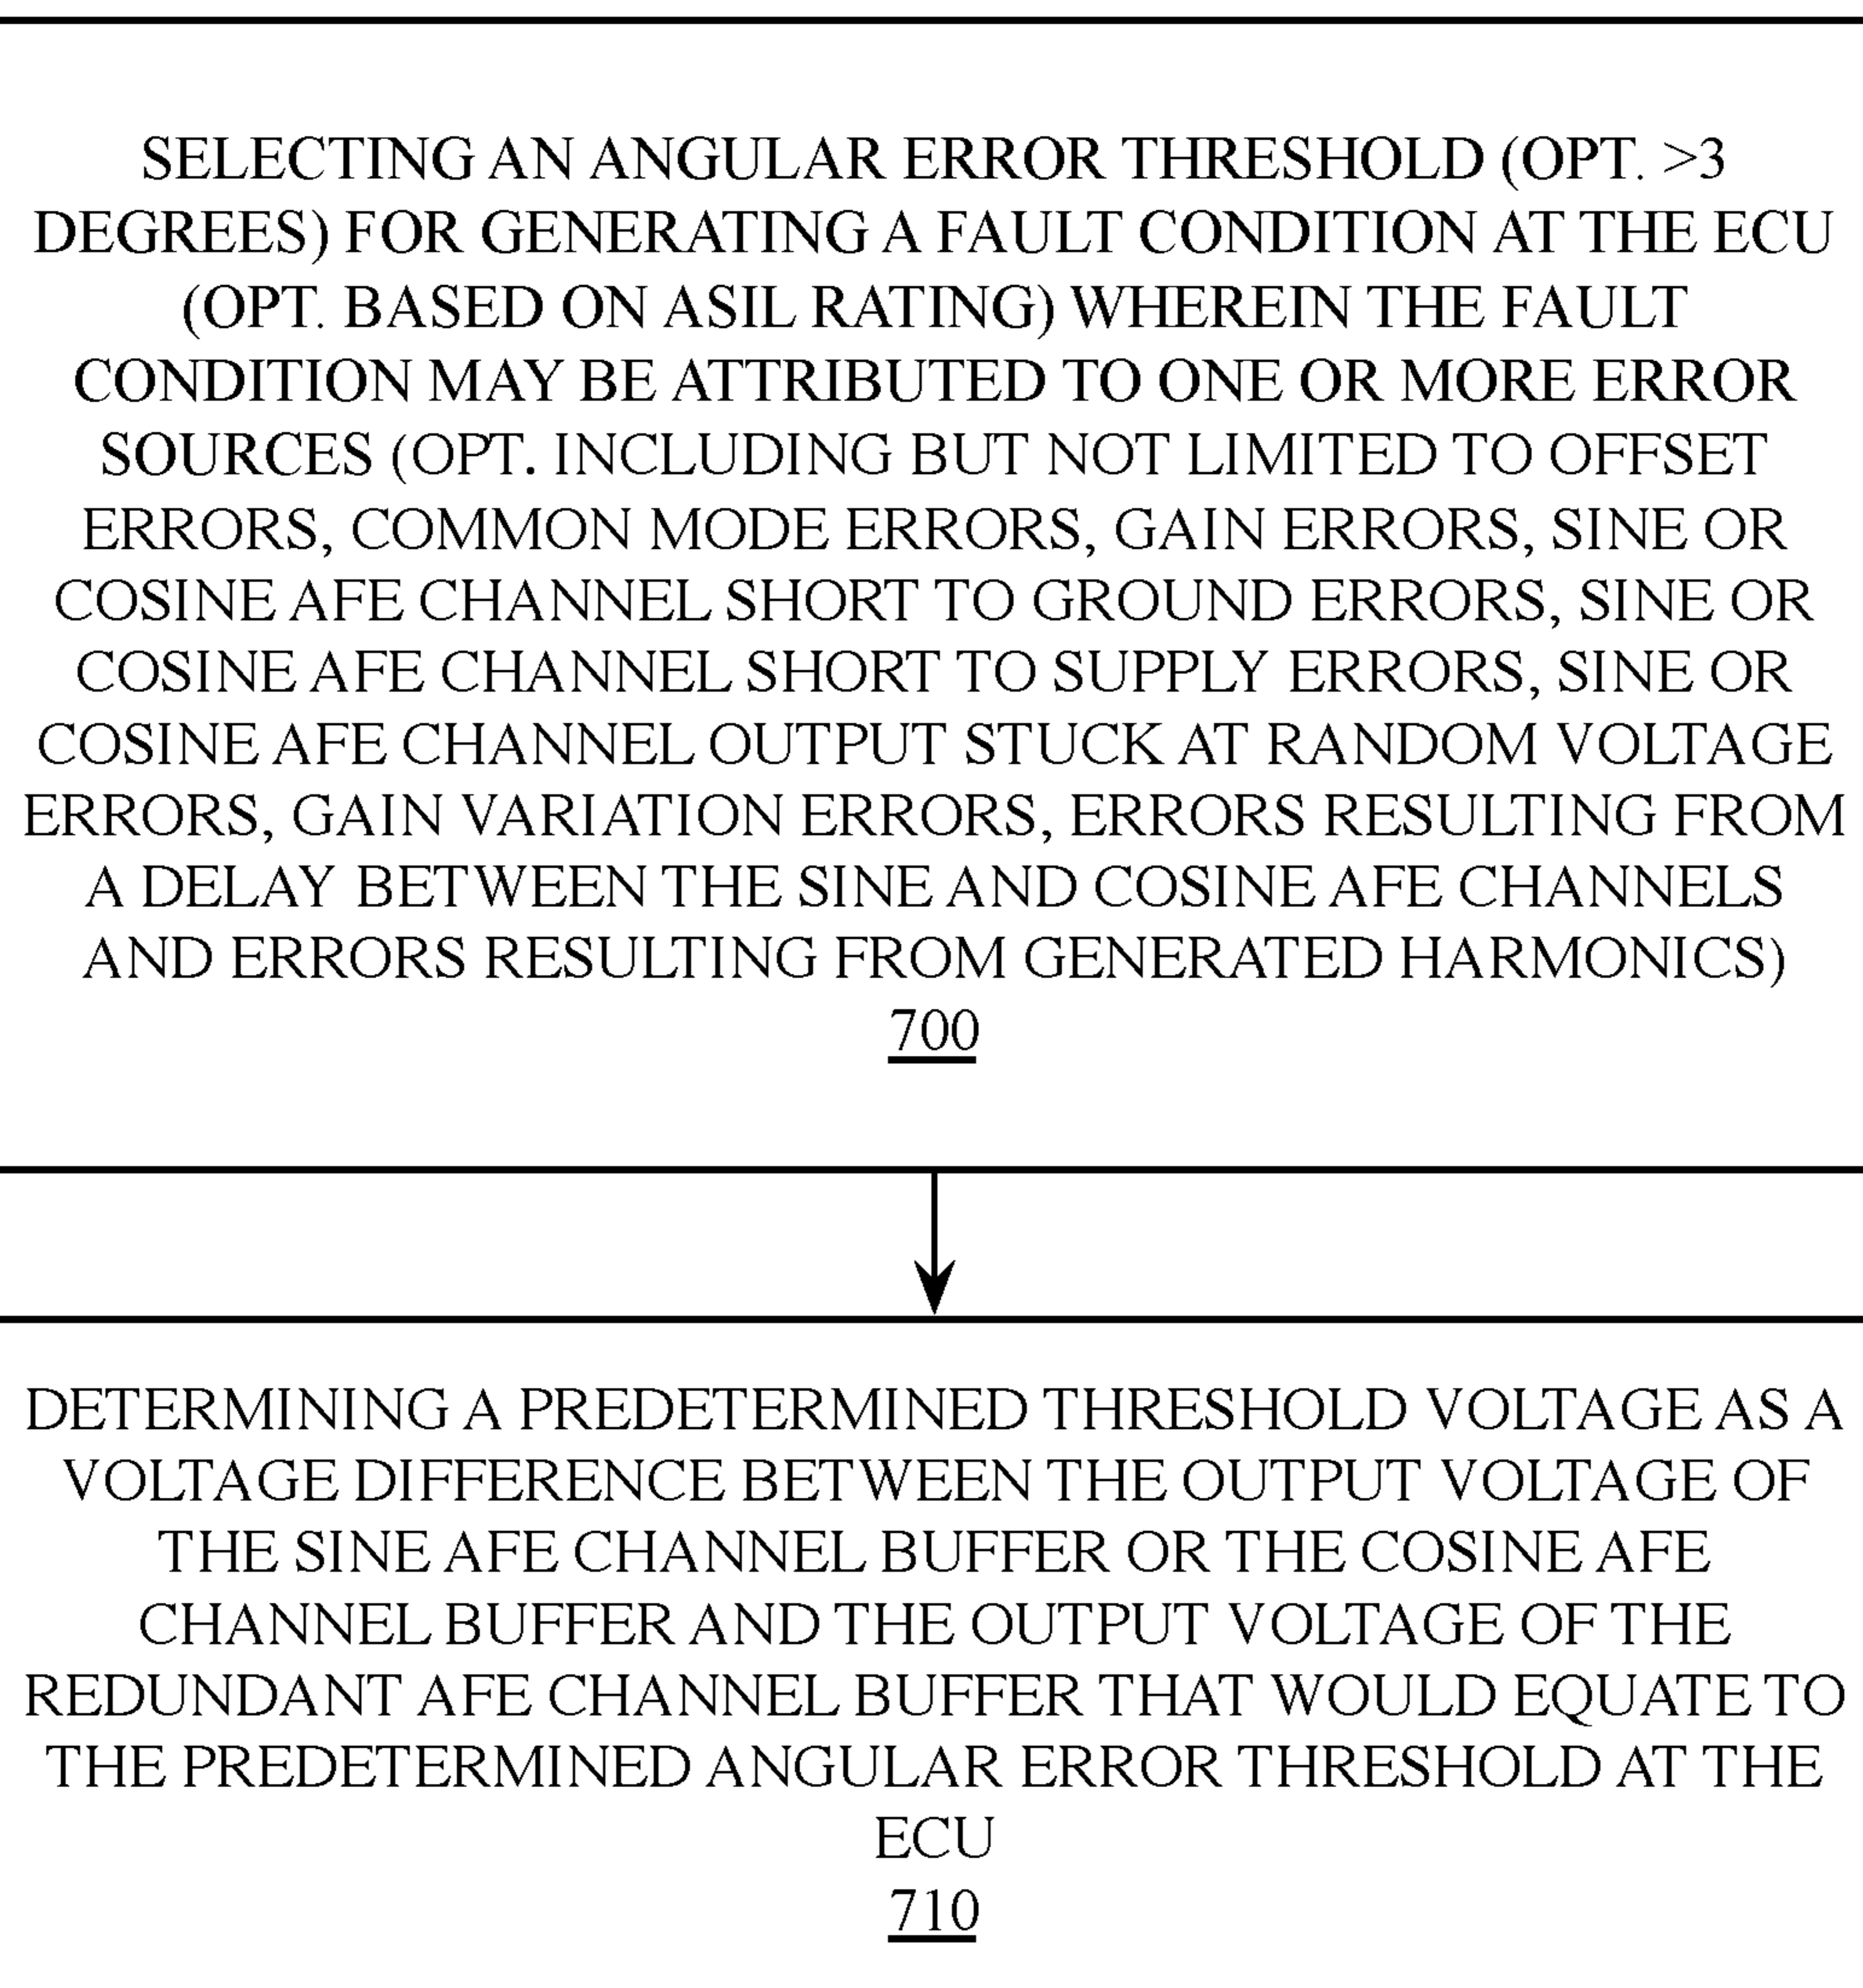 SELECTING AN ANGULAR ERROR THRESHOLD (OPT. >3
DEGREES) FOR GENERATING A FAULT CONDITION AT THE ECU
(OPT. BASED ON ASIL RATING) WHEREIN THE FAULT
CONDITION MAY BE ATTRIBUTED TO ONE OR MORE ERROR
SOURCES (OPT. INCLUDING BUT NOT LIMITED TO OFFSET
ERRORS, COMMON MODE ERRORS, GAIN ERRORS, SINE OR
COSINE AFE CHANNEL SHORT TO GROUND ERRORS, SINE OR
COSINE AFE CHANNEL SHORT TO SUPPLY ERRORS, SINE OR
COSINE AFE CHANNEL OUTPUT STUCK AT RANDOM VOLTAGE
ERRORS, GAIN VARIATION ERRORS, ERRORS RESULTING FROM
A DELAY BETWEEN THE SINE AND COSINE AFE CHANNELS
AND ERRORS RESULTING FROM GENERATED HARMONICS)
700
DETERMINING A PREDETERMINED THRESHOLD VOLTAGE AS A
VOLTAGE DIFFERENCE BETWEEN THE OUTPUT VOLTAGE OF
THE SINE AFE CHANNEL BUFFER OR THE COSINE AFE
CHANNEL BUFFER AND THE OUTPUT VOLTAGE OF THE
REDUNDANT AFE CHANNEL BUFFER THAT WOULD EQUATE TO
THE PREDETERMINED ANGULAR ERROR THRESHOLD AT THE
ECU
710